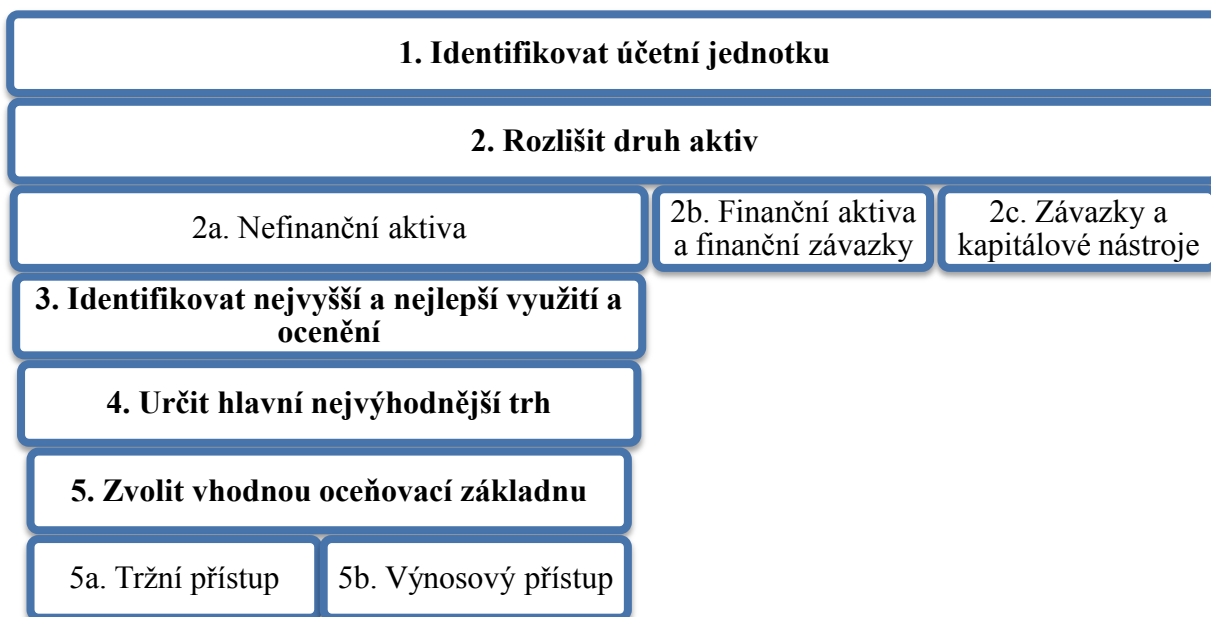 1. Identifikovat účetní jednotku
2. Rozlišit druh aktiv
2a. Nefinanční aktiva
2b. Finanční aktiva
a finanční závazky
2c. Závazky a
kapitálové nástroje
3. Identifikovat nejvyšší a nejlepší využití a
ocenění
4. Určit hlavní nejvýhodnější trh
5. Zvolit vhodnou oceňovací základnu
5a. Tržní přístup
5b. Výnosový přístup